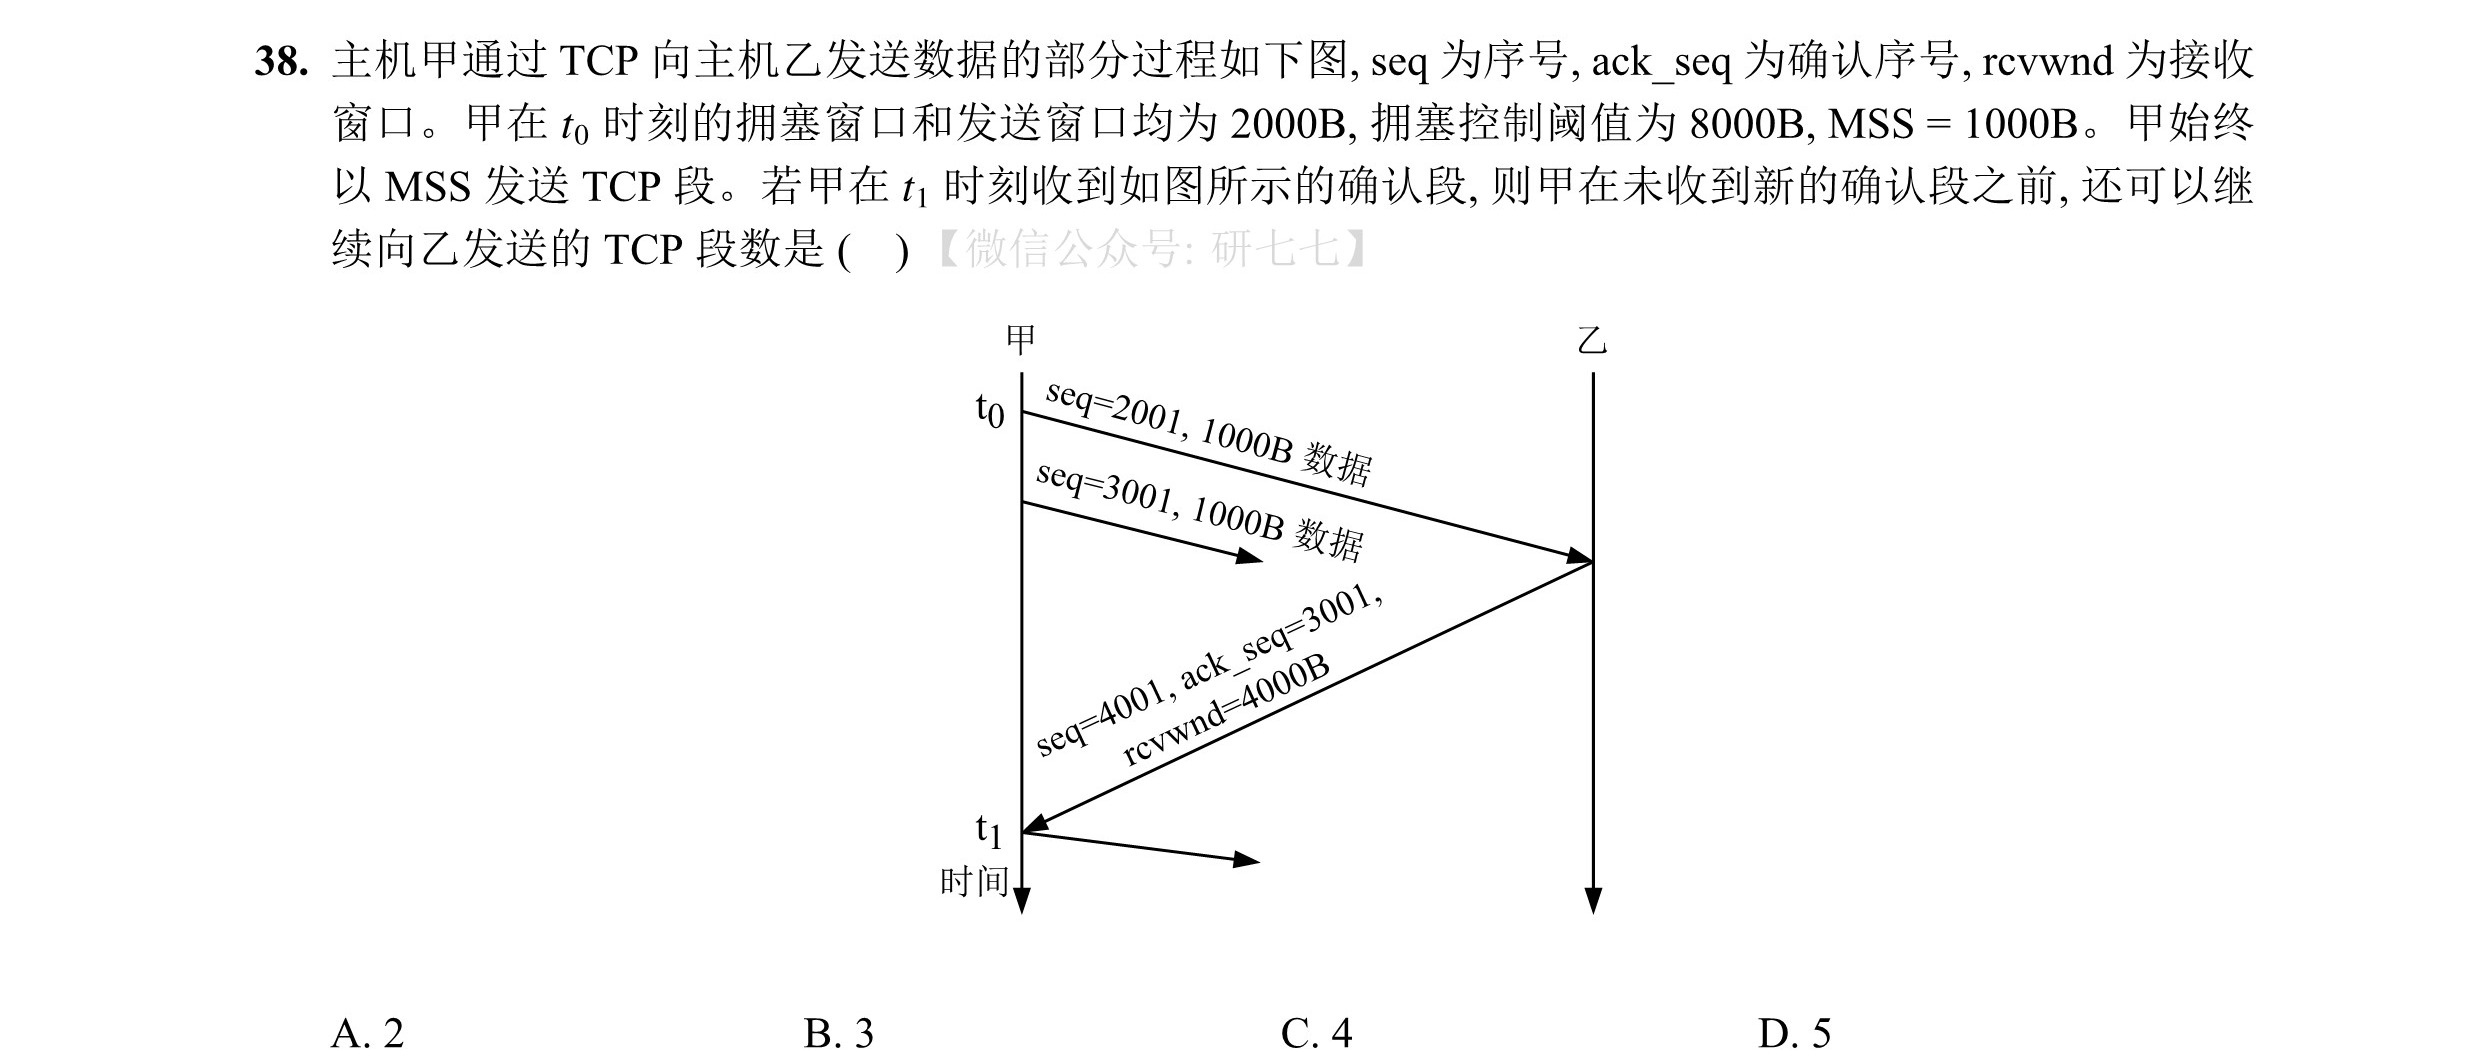 38. 主机甲通过 TCP 向主机乙发送数据的部分过程如下图, seq 为序号, ack_seq 为确认序号, rcvwnd 为接收
窗口。甲在 t0 时刻的拥塞窗口和发送窗口均为 2000B, 拥塞控制阈值为 8000B, MSS = 1000B。甲始终
以 MSS 发送 TCP 段。若甲在 t1 时刻收到如图所示的确认段, 则甲在未收到新的确认段之前, 还可以继
续向乙发送的 TCP 段数是 ( ) 【微信公众号: 研七七】
甲 乙
t0
seq=2001, 1000B 数据
seq=3001, 1000B 数据
seq=4001, ack_seq=3001,
rcvwnd=4000B
t1
时间
A. 2 B. 3 C. 4 D. 5